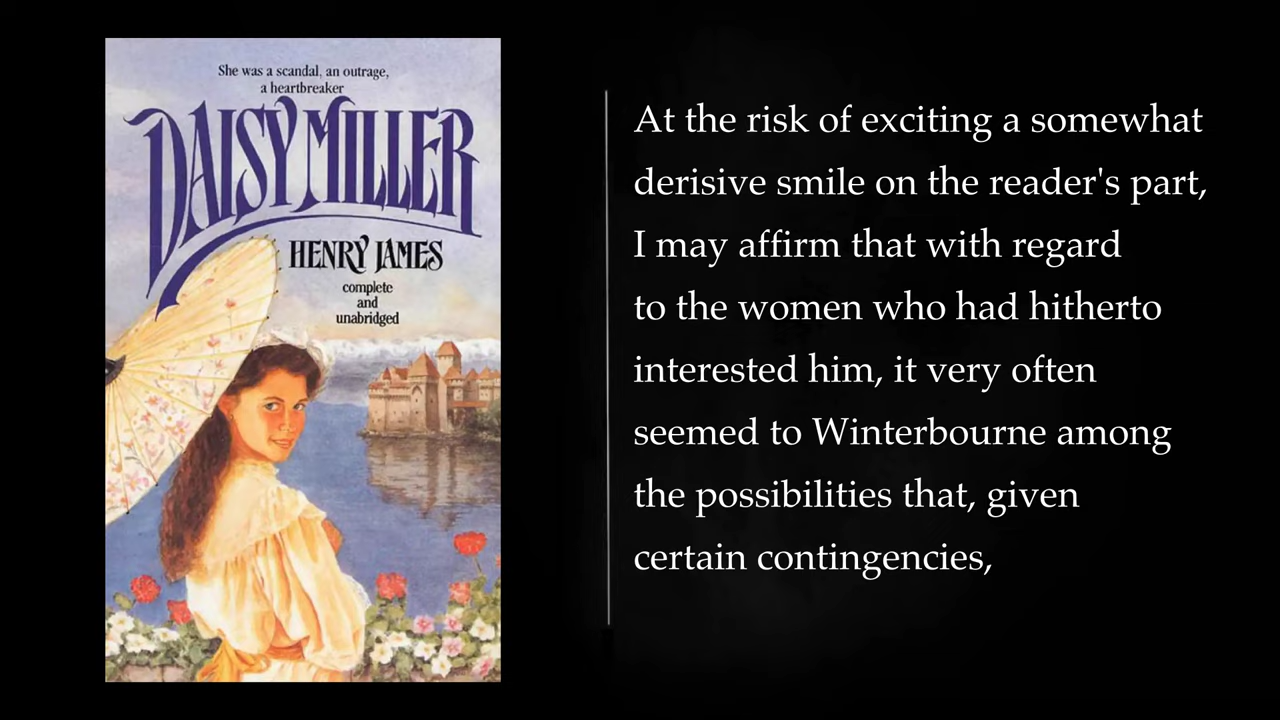 She was a scandal, an outrage,
a heartbreaker
DAISY MILLER
HENRY JAMES
complete
and
unabridged
At the risk of exciting a somewhat
derisive smile on the reader's part,
I may affirm that with regard
to the women who had hitherto
interested him, it very often
seemed to Winterbourne among
the possibilities that, given
certain contingencies,